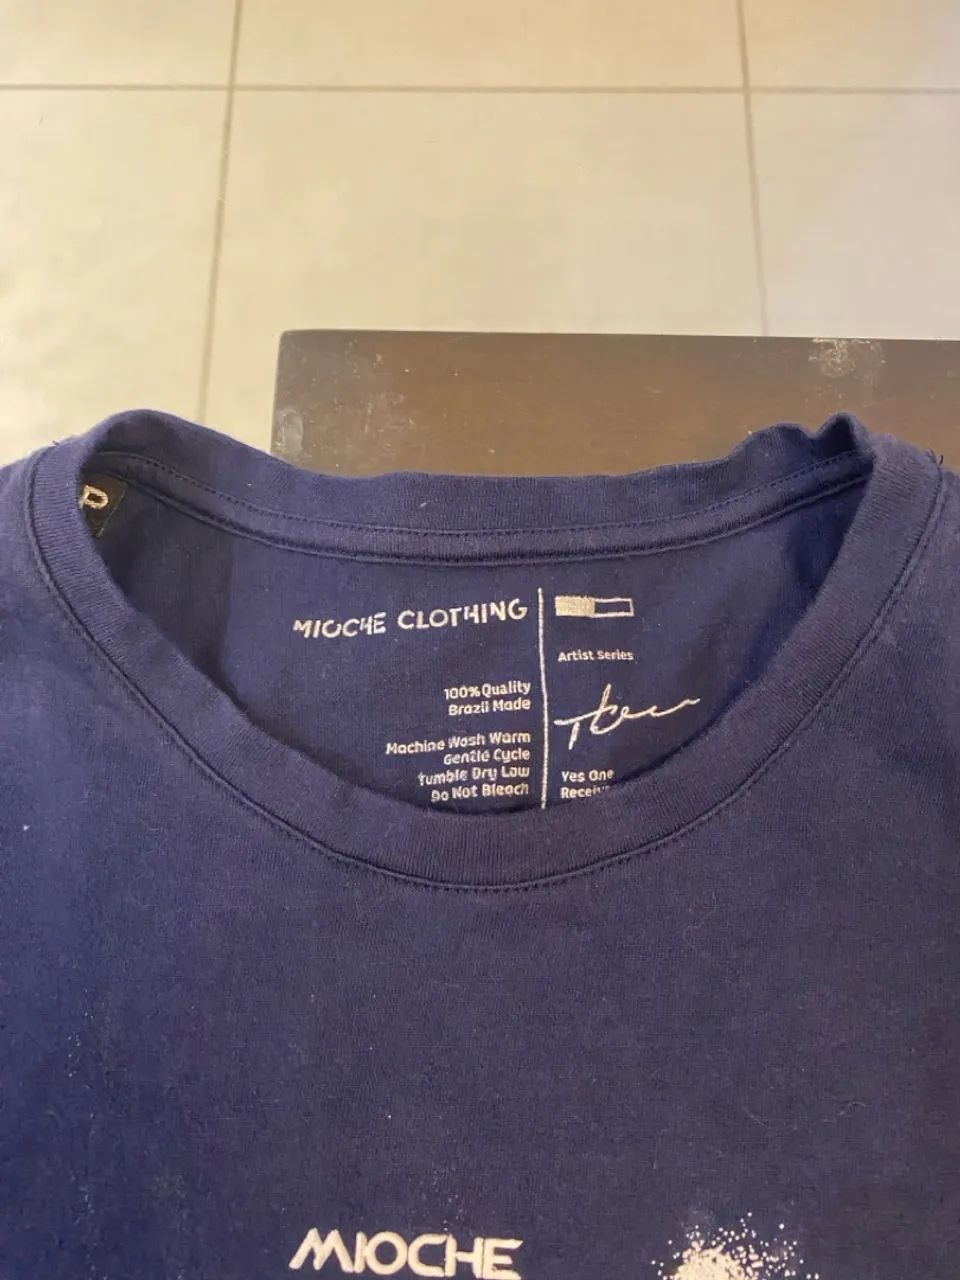 P
MIOCHE CLOTHING
100% Quality
Brazil Made
Machine Wash Warm
Gentle Cycle
Tumble Dry Low
Do Not Bleach
Artist Series
Yes One
MIOCHE